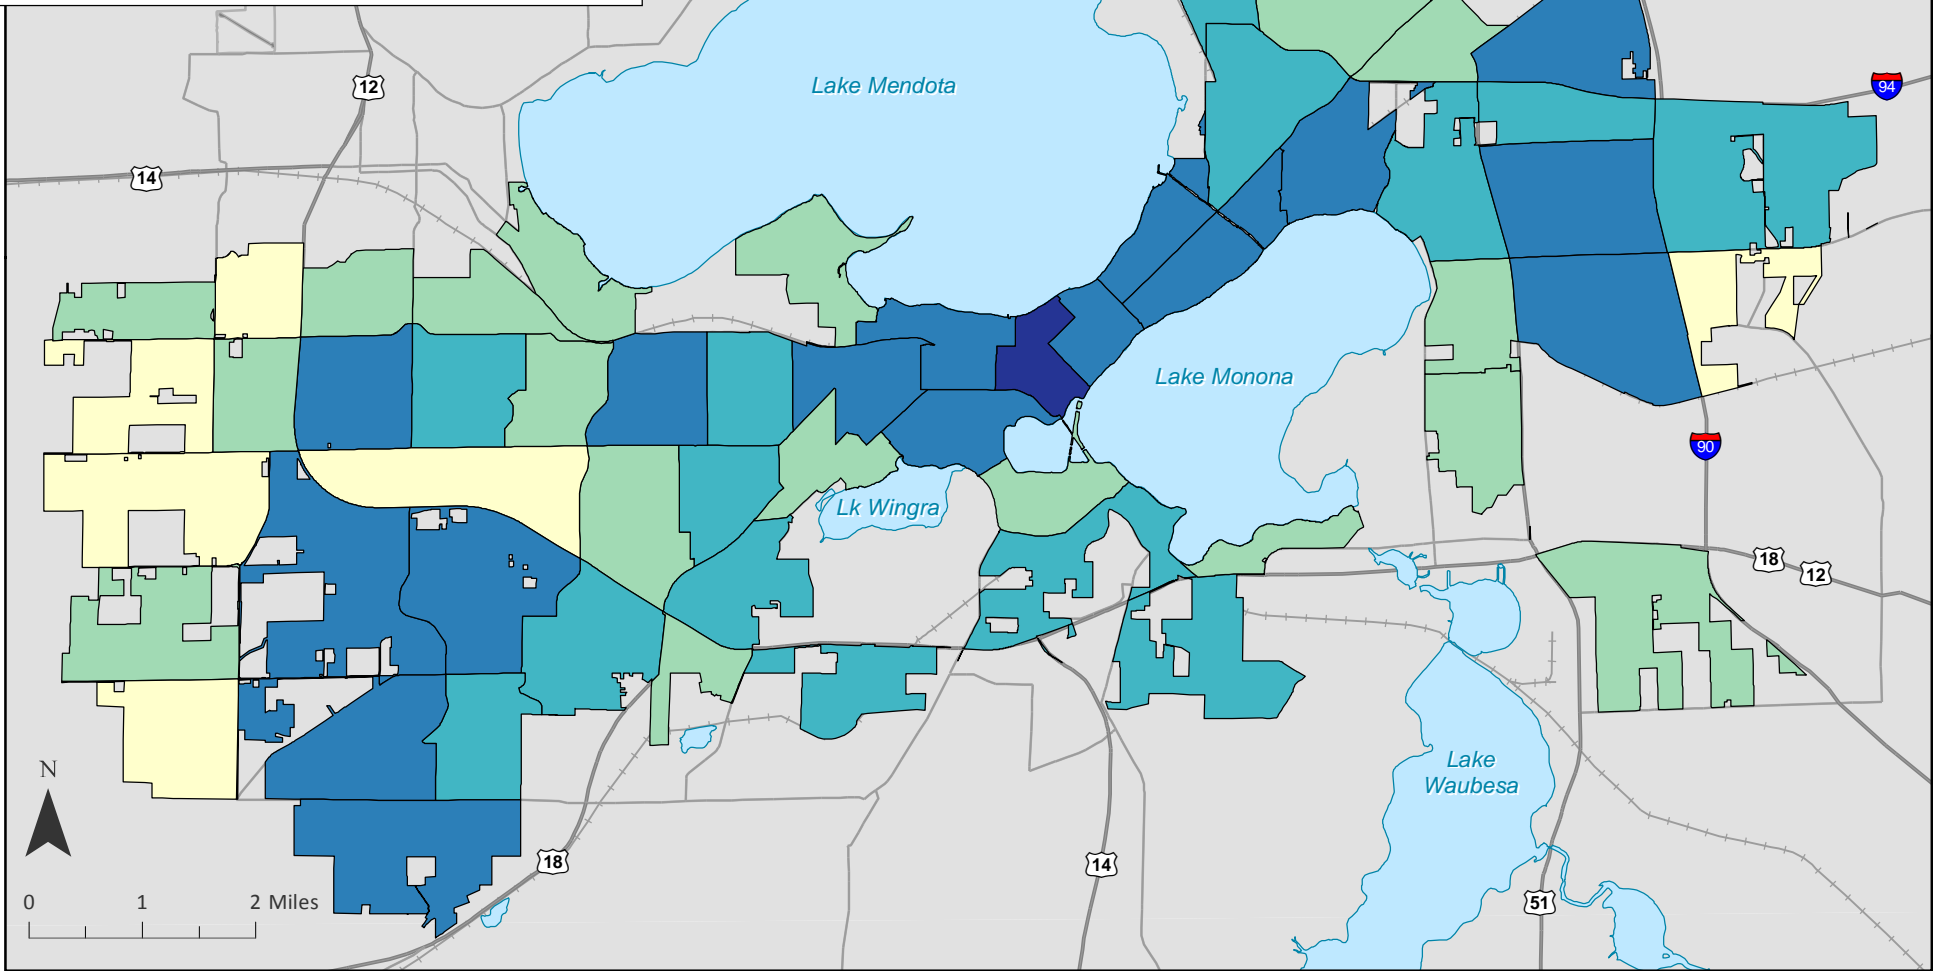 Lake Mendota
12
94
14
Lake Monona
90
Lk Wingra
18
12
N
Lake
Waubesa
18
14
0 1 2 Miles
51